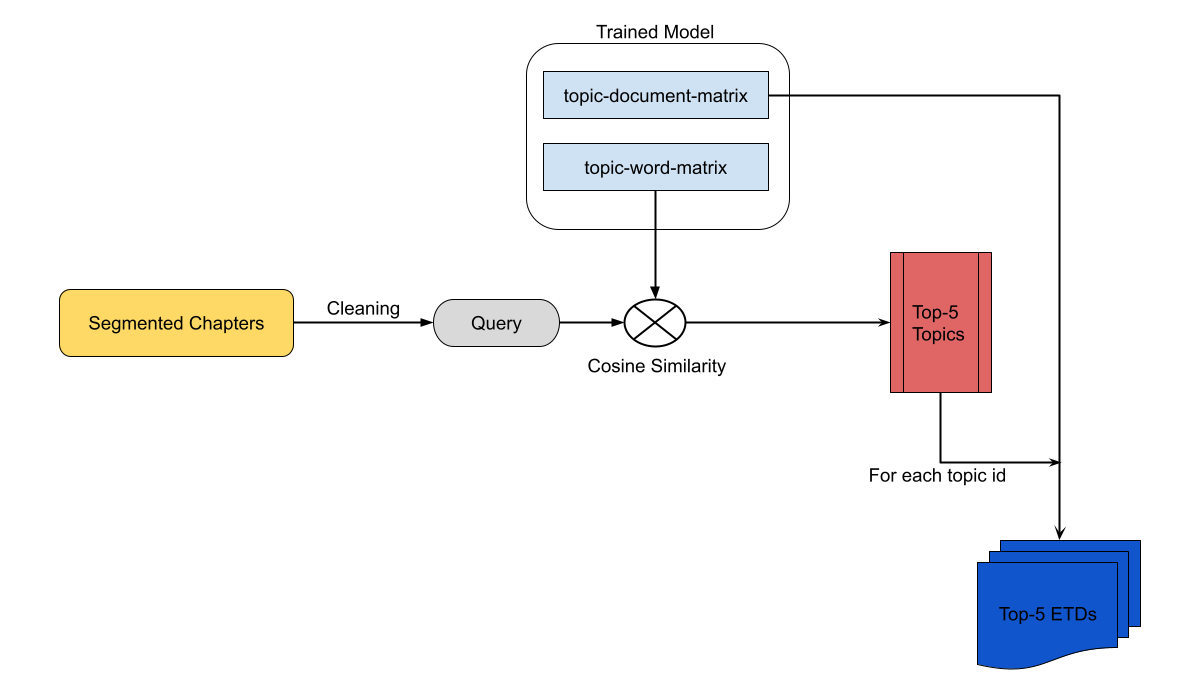 Trained Model
topic-document-matrix
topic-word-matrix
Segmented Chapters
Cleaning
Query
Cosine Similarity
Top-5
Topics
For each topic id
Top-5 ETDs